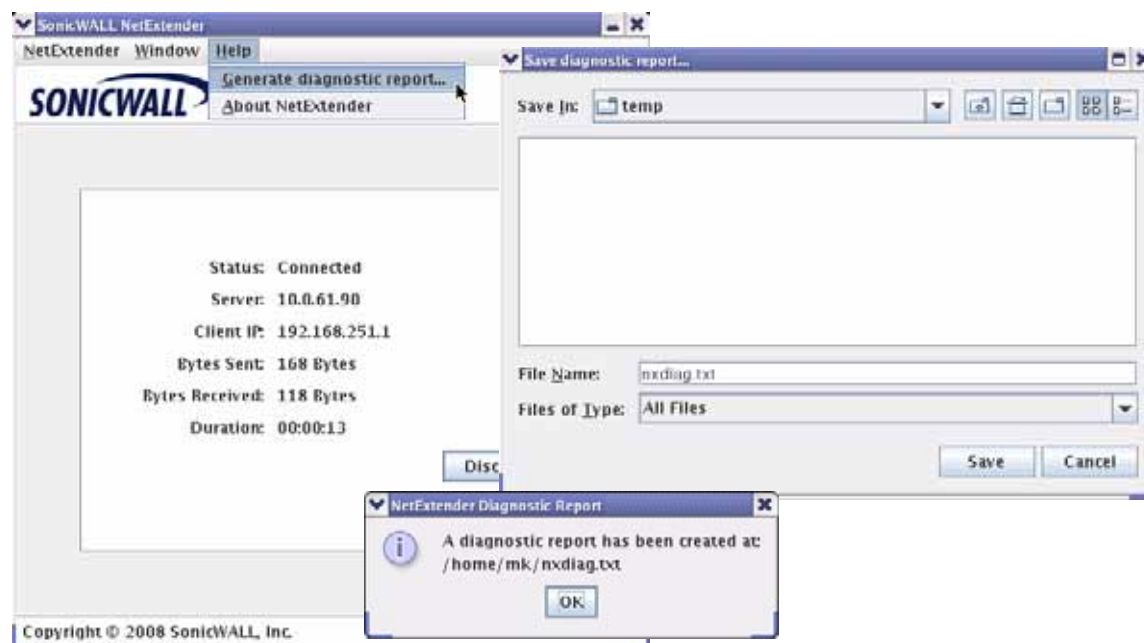 SonicWALL NetExtender
NetExtender Window Help
Generate diagnostic report...
About NetExtender
SONICWALL
Status: Connected
Server: 10.0.61.90
Client IP: 192.168.251.1
Bytes Sent: 168 Bytes
Bytes Received: 118 Bytes
Duration: 00:00:13
Disc
Copyright © 2008 SonicWALL, Inc.
Save diagnostic report...
Save In: temp
File Name: nxdiag.txt
Files of Type: All Files
Save Cancel
NetExtender Diagnostic Report
A diagnostic report has been created at:
/home/mk/nxdiag.txt
OK